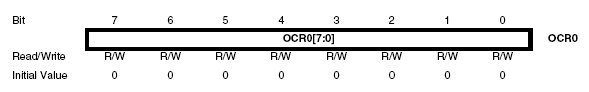 Bit 7 6 5 4 3 2 1 0
OCR0[7:0] OCR0
Read/Write R/W R/W R/W R/W R/W R/W R/W R/W
Initial Value 0 0 0 0 0 0 0 0